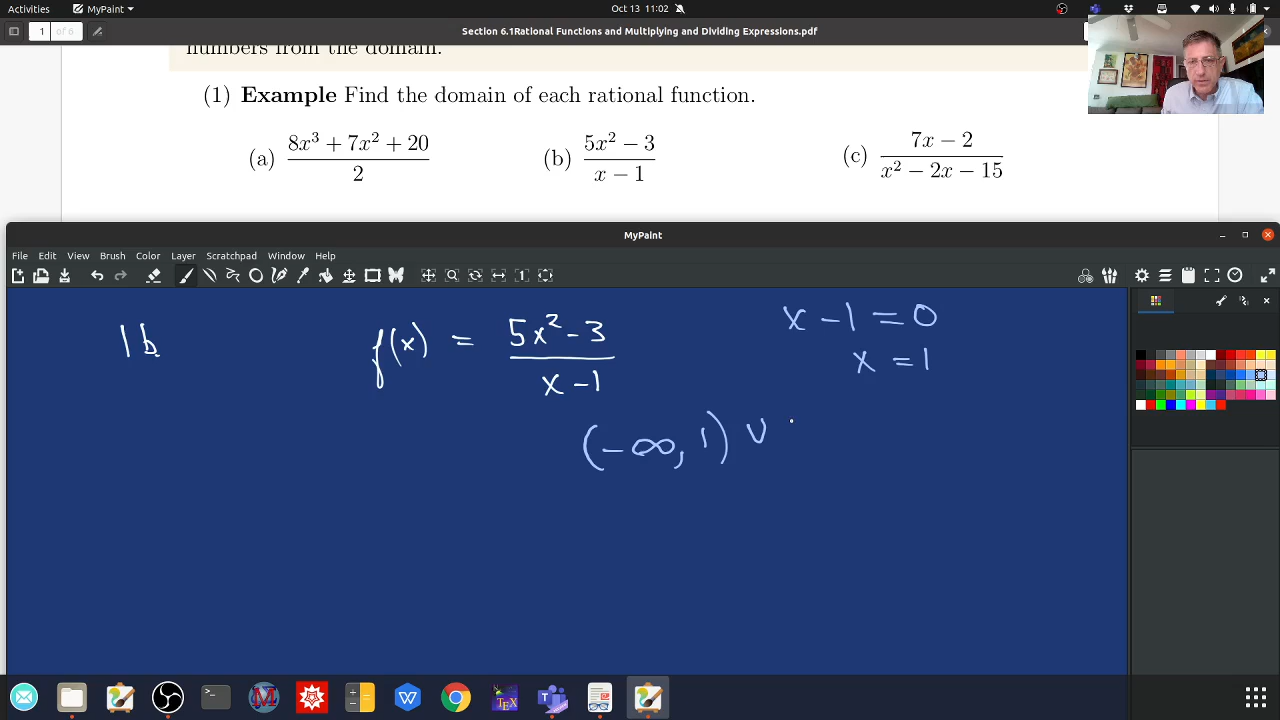 Activities MyPaint Oct 13 11:02
1 of 6 Section 6.1Rational Functions and Multiplying and Dividing Expressions.pdf
numbers from the domain.
(1) Example Find the domain of each rational function.
(a) (8x³ + 7x² + 20)/2 (b) (5x² − 3)/(x − 1) (c) (7x − 2)/(x² − 2x − 15)
MyPaint
File Edit View Brush Color Layer Scratchpad Window Help
1b f(x) = (5x² − 3)/(x − 1) x − 1 = 0
x = 1
(−∞, 1) ∪